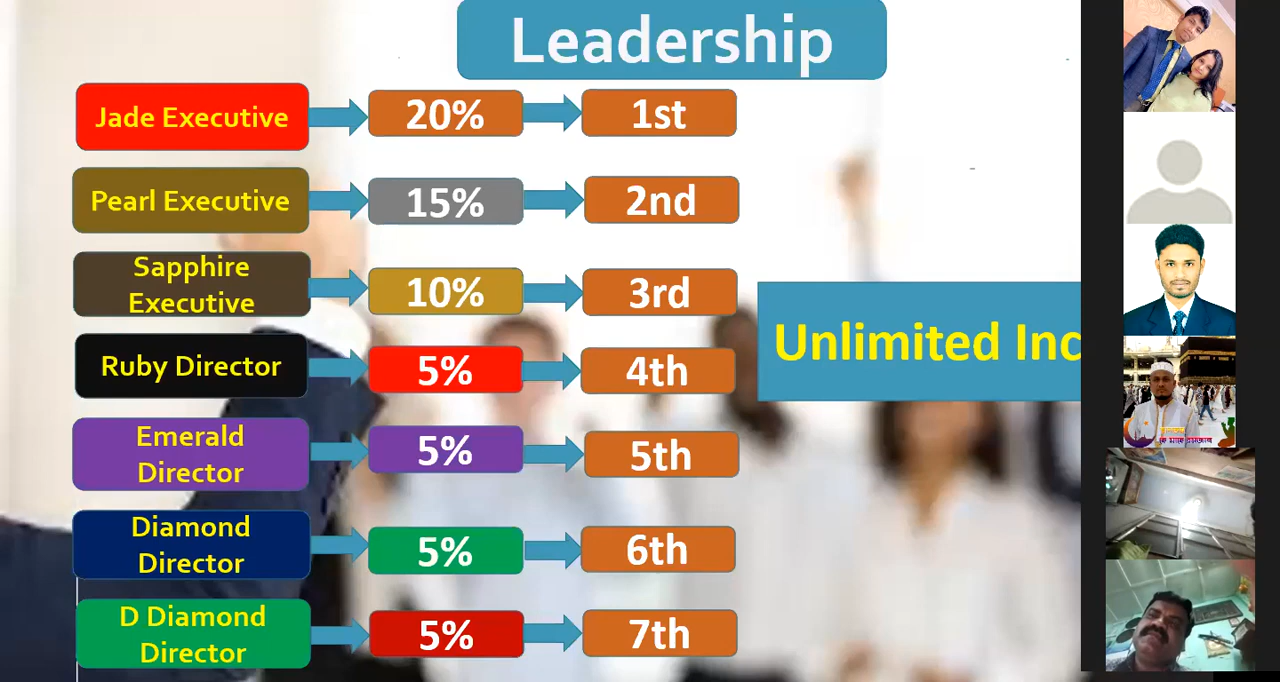 Leadership
Jade Executive
20%
1st
Pearl Executive
15%
2nd
Sapphire
Executive
10%
3rd
Unlimited Inc
Ruby Director
5%
4th
Emerald
Director
5%
5th
Diamond
Director
5%
6th
D Diamond
Director
5%
7th